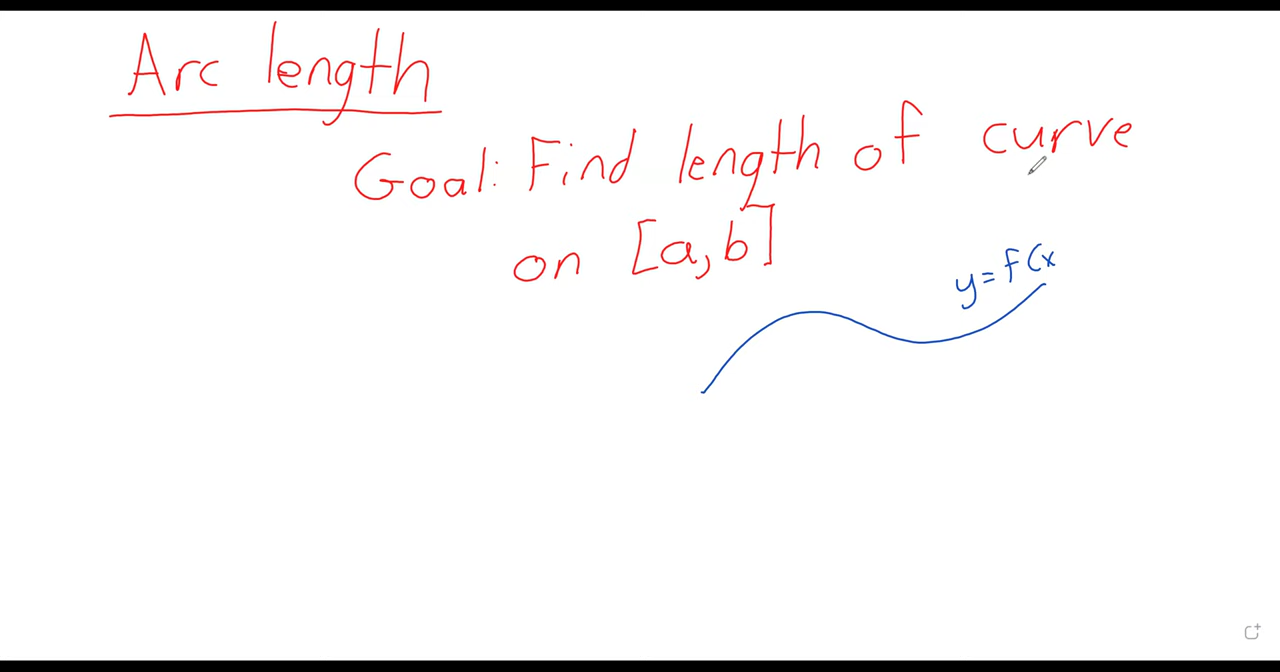 Arc length
Goal: Find length of curve
on [a,b]
y=f(x